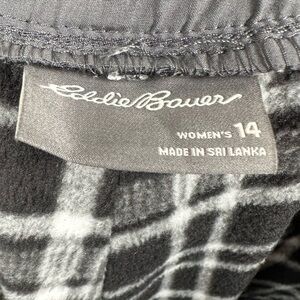 Eddie Bauer
WOMEN'S 14
MADE IN SRI LANKA